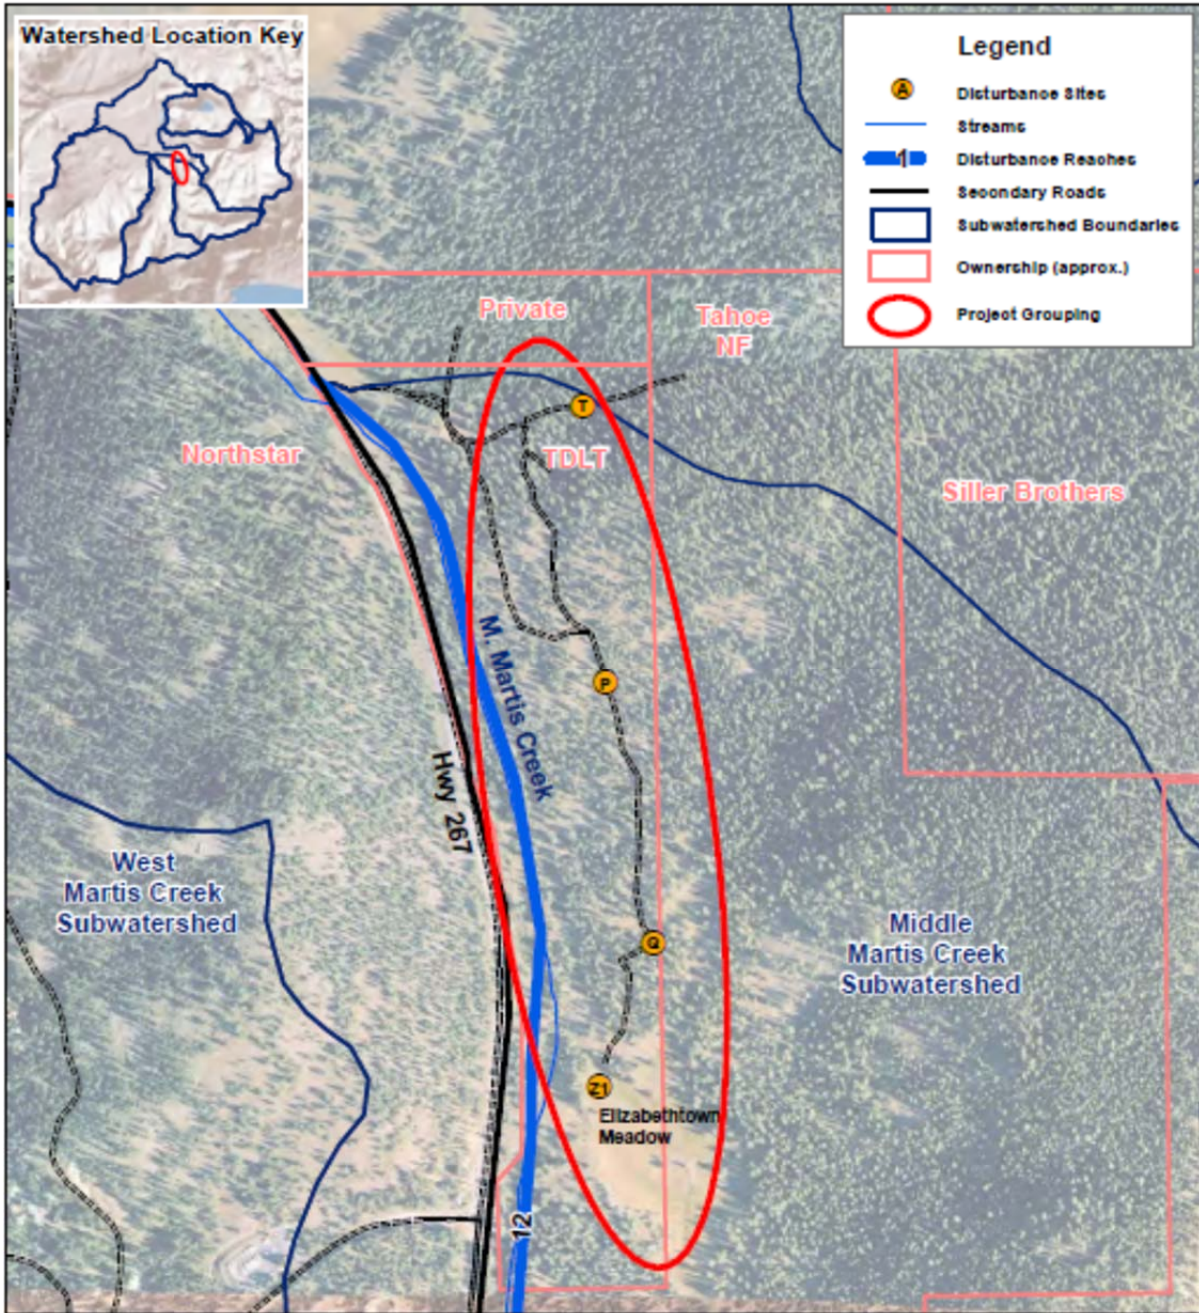 Watershed Location Key
Legend
A
Disturbance Sites
Streams
1
Disturbance Reaches
Secondary Roads
Subwatershed Boundaries
Ownership (approx.)
Project Grouping
Private
Tahoe
NF
T
Northstar
TDLT
Siller Brothers
M. Martis Creek
P
Hwy 267
West
Martis Creek
Subwatershed
Middle
Martis Creek
Subwatershed
Q
Z1
Elizabethtown
Meadow
12